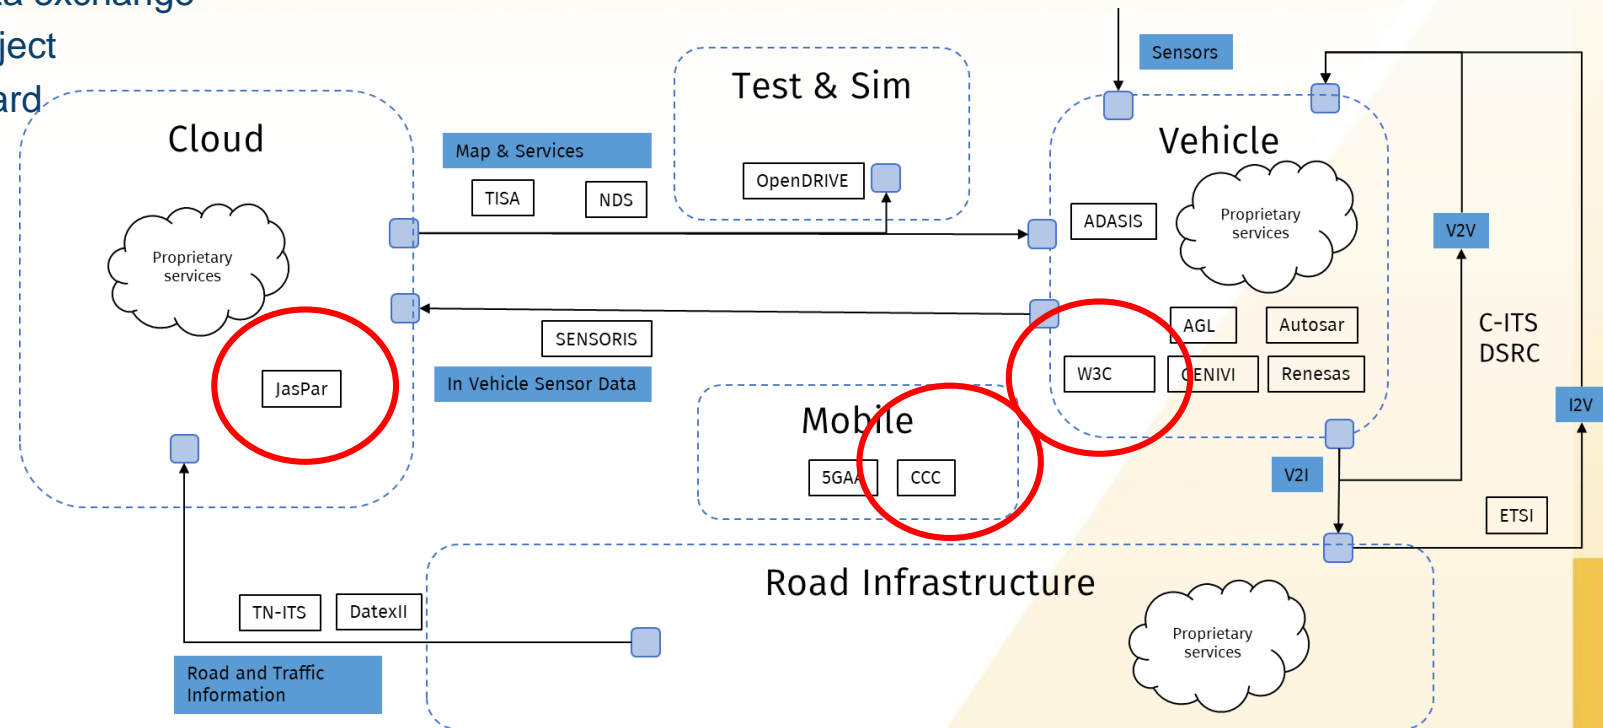 ta exchange
ject
ard
Sensors
Test & Sim
Cloud
Vehicle
Map & Services
TISA
NDS
OpenDRIVE
ADASIS
Proprietary
services
V2V
Proprietary
services
SENSORIS
AGL
Autosar
C-ITS
DSRC
JasPar
In Vehicle Sensor Data
W3C
GENIVI
Renesas
I2V
Mobile
5GAA
CCC
V2I
ETSI
Road Infrastructure
TN-ITS
DatexII
Proprietary
services
Road and Traffic
Information